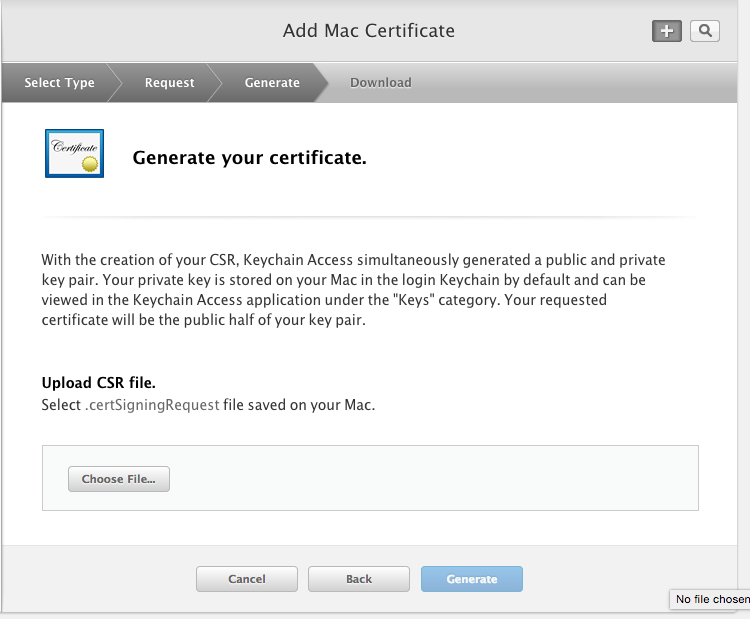 Add Mac Certificate
Select Type
Request
Generate
Download
Certificate
Generate your certificate.
With the creation of your CSR, Keychain Access simultaneously generated a public and private
key pair. Your private key is stored on your Mac in the login Keychain by default and can be
viewed in the Keychain Access application under the "Keys" category. Your requested
certificate will be the public half of your key pair.
Upload CSR file.
Select .certSigningRequest file saved on your Mac.
Choose File...
Cancel
Back
Generate
No file chosen